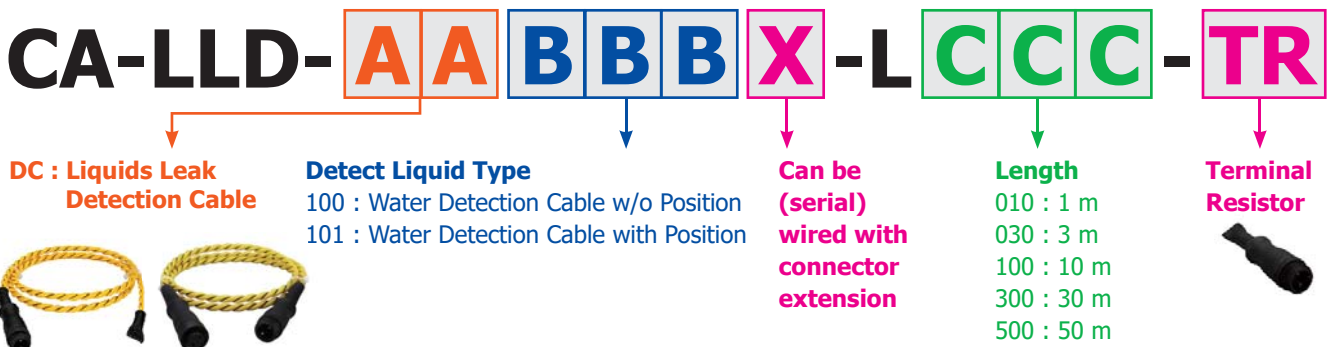 CA-LLD-AABBBX-LCCC-TR
DC : Liquids Leak
Detection Cable
Detect Liquid Type
100 : Water Detection Cable w/o Position
101 : Water Detection Cable with Position
Can be
(serial)
wired with
connector
extension
Length
010 : 1 m
030 : 3 m
100 : 10 m
300 : 30 m
500 : 50 m
Terminal
Resistor